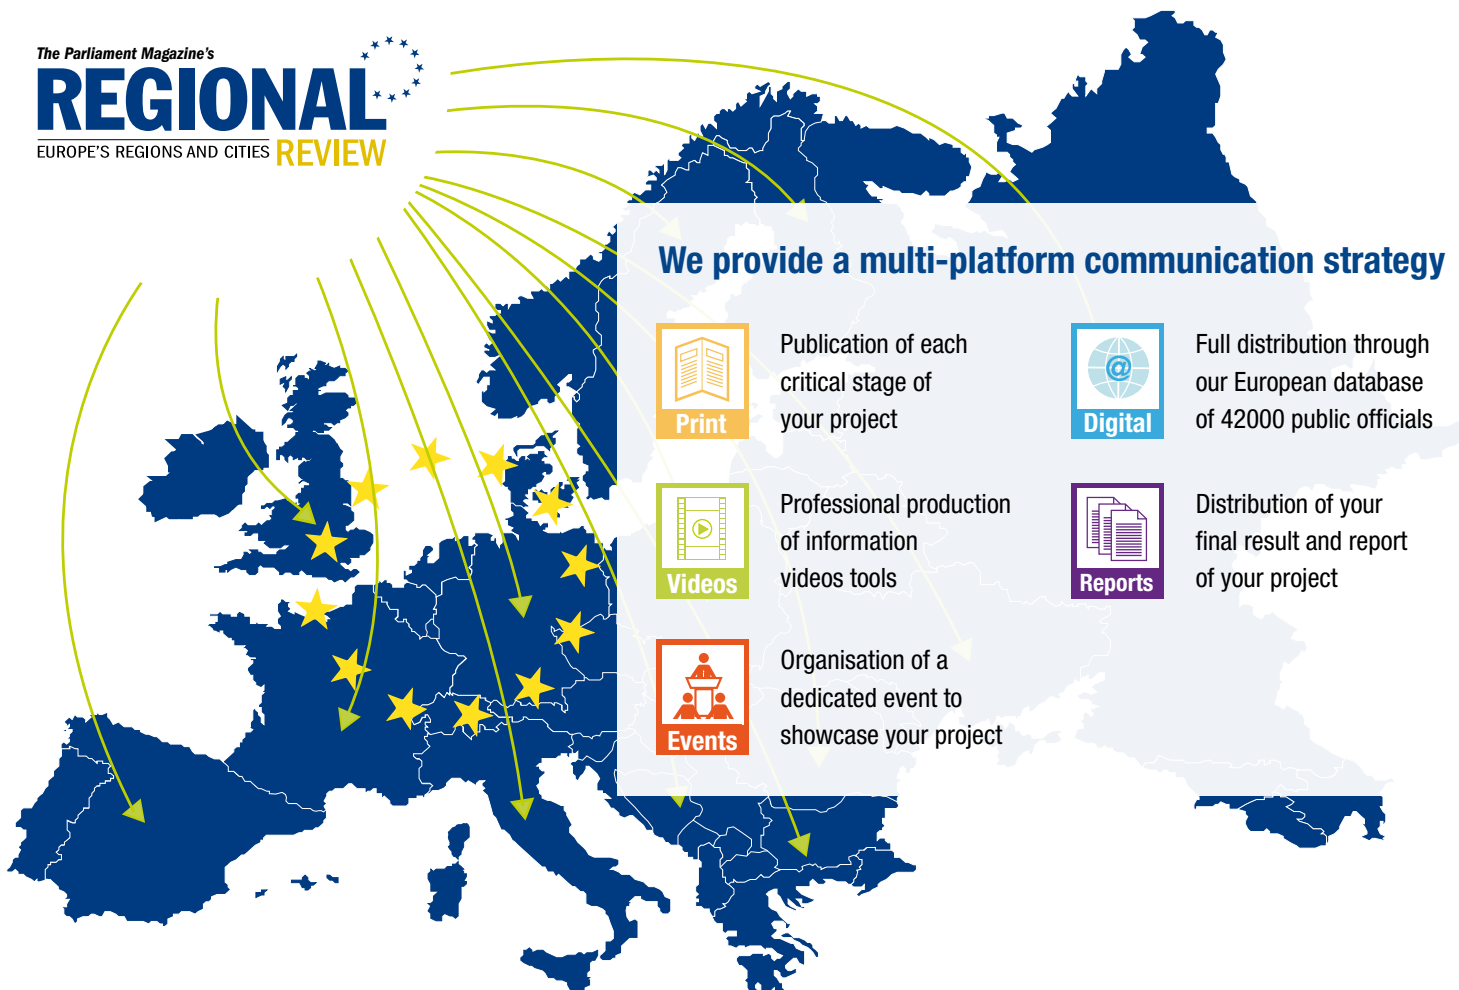 The Parliament Magazine's
REGIONAL
EUROPE'S REGIONS AND CITIES REVIEW
We provide a multi-platform communication strategy
Print
Publication of each
critical stage of
your project
@
Digital
Full distribution through
our European database
of 42000 public officials
Videos
Professional production
of information
videos tools
Reports
Distribution of your
final result and report
of your project
Events
Organisation of a
dedicated event to
showcase your project